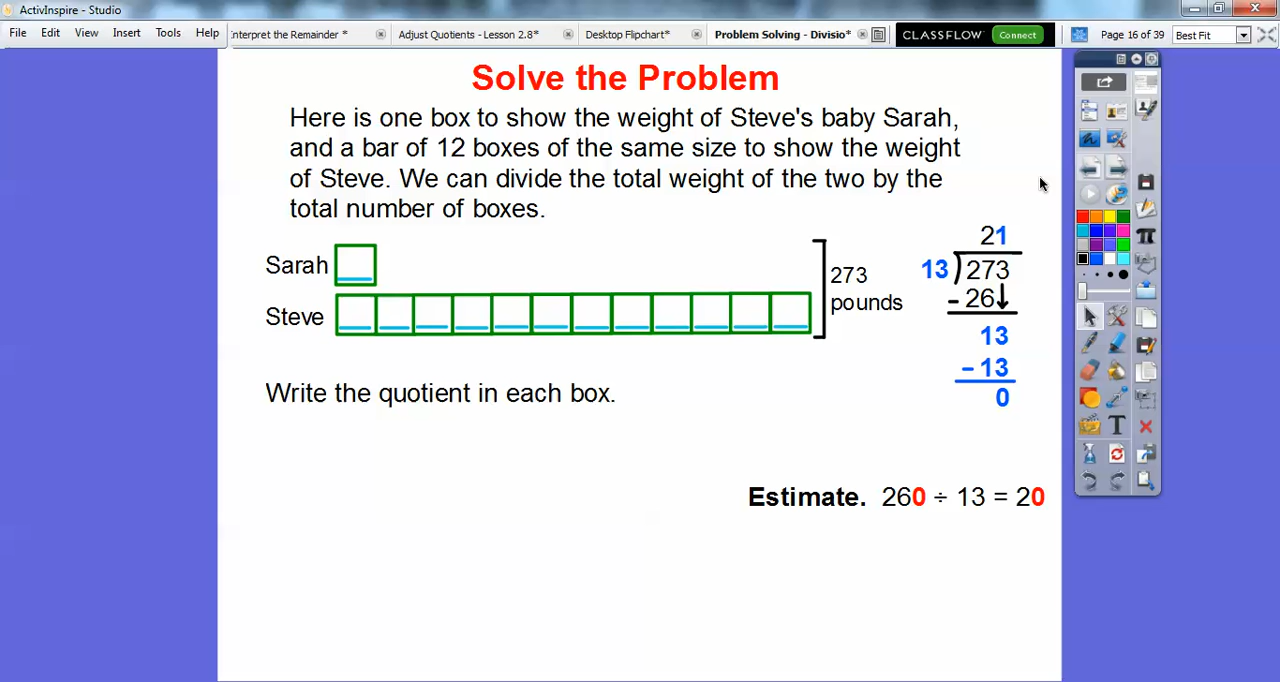 ActivInspire - Studio
File Edit View Insert Tools Help
Interpret the Remainder * Adjust Quotients - Lesson 2.8* Desktop Flipchart* Problem Solving - Divisio* CLASSFLOW Connect Page 16 of 39 Best Fit
Solve the Problem
Here is one box to show the weight of Steve's baby Sarah,
and a bar of 12 boxes of the same size to show the weight
of Steve. We can divide the total weight of the two by the
total number of boxes.
Sarah
Steve
273
pounds
21
13 273
- 26
13
- 13
0
Write the quotient in each box.
Estimate. 260 ÷ 13 = 20
π
T